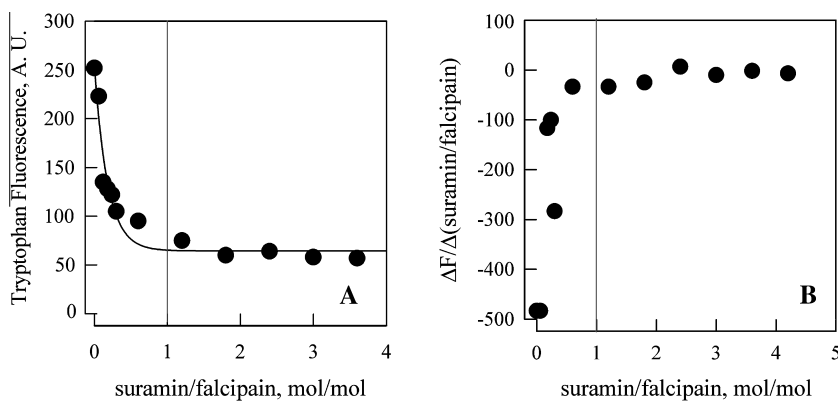 300
250
200
150
100
50
0
Tryptophan Fluorescence, A. U.
A
0 1 2 3 4
suramin/falcipain, mol/mol
100
0
-100
-200
-300
-400
-500
ΔF/Δ(suramin/falcipain)
B
0 1 2 3 4 5
suramin/falcipain, mol/mol